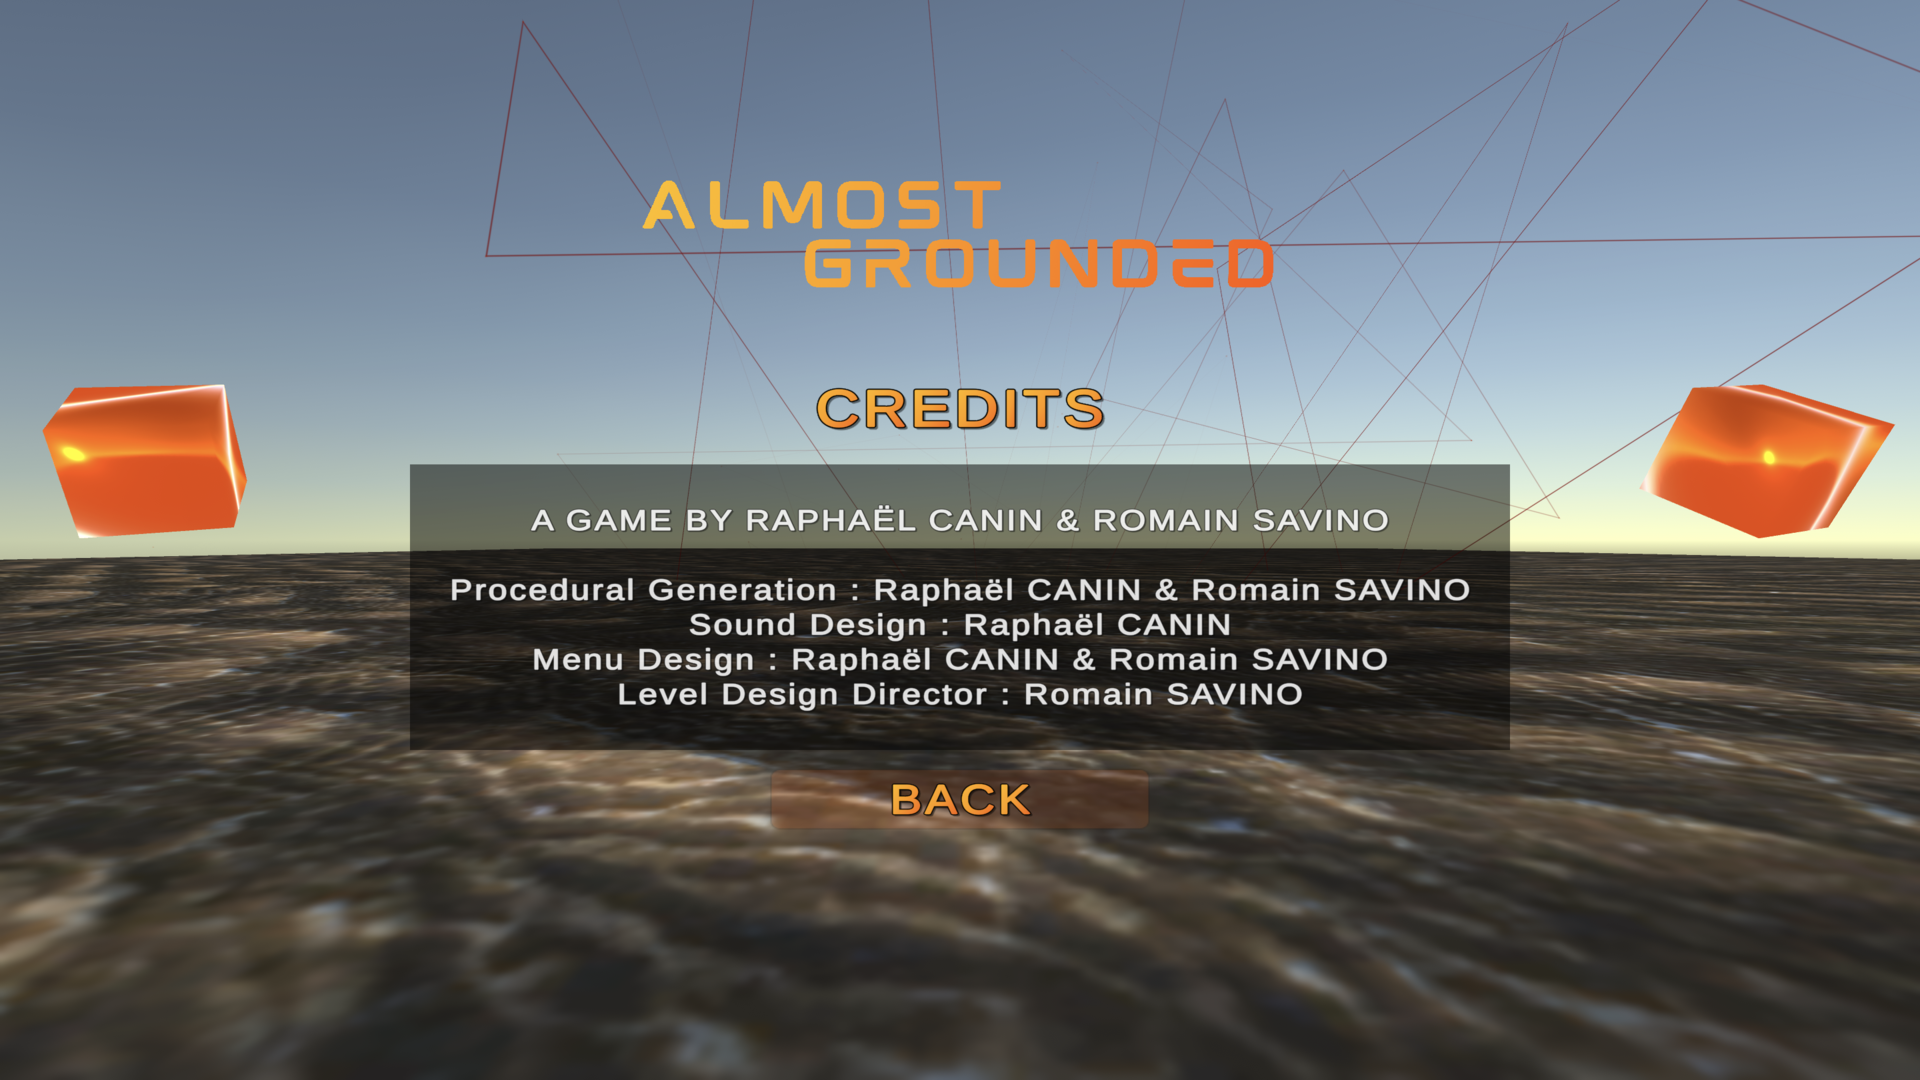 ALMOST
GROUNDED
CREDITS
A GAME BY RAPHAËL CANIN & ROMAIN SAVINO
Procedural Generation : Raphaël CANIN & Romain SAVINO
Sound Design : Raphaël CANIN
Menu Design : Raphaël CANIN & Romain SAVINO
Level Design Director : Romain SAVINO
BACK